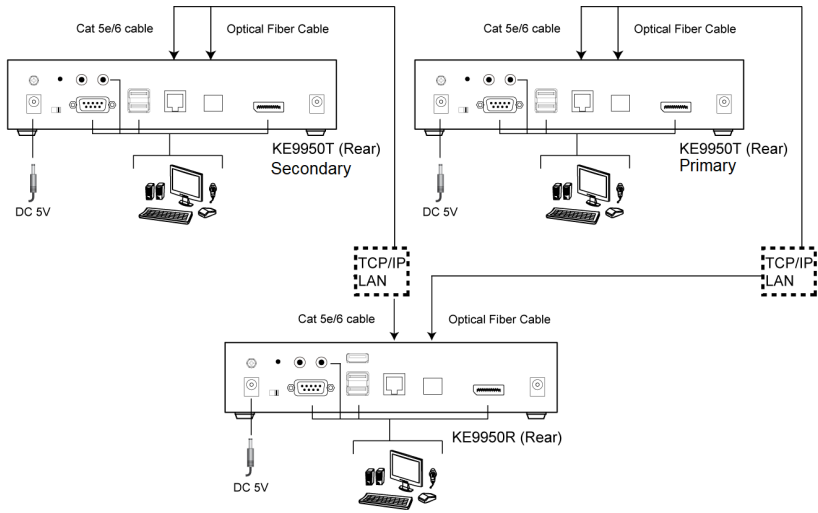 Cat 5e/6 cable
Optical Fiber Cable
KE9950T (Rear)
Secondary
DC 5V
Cat 5e/6 cable
Optical Fiber Cable
KE9950T (Rear)
Primary
DC 5V
TCP/IP
LAN
TCP/IP
LAN
Cat 5e/6 cable
Optical Fiber Cable
KE9950R (Rear)
DC 5V